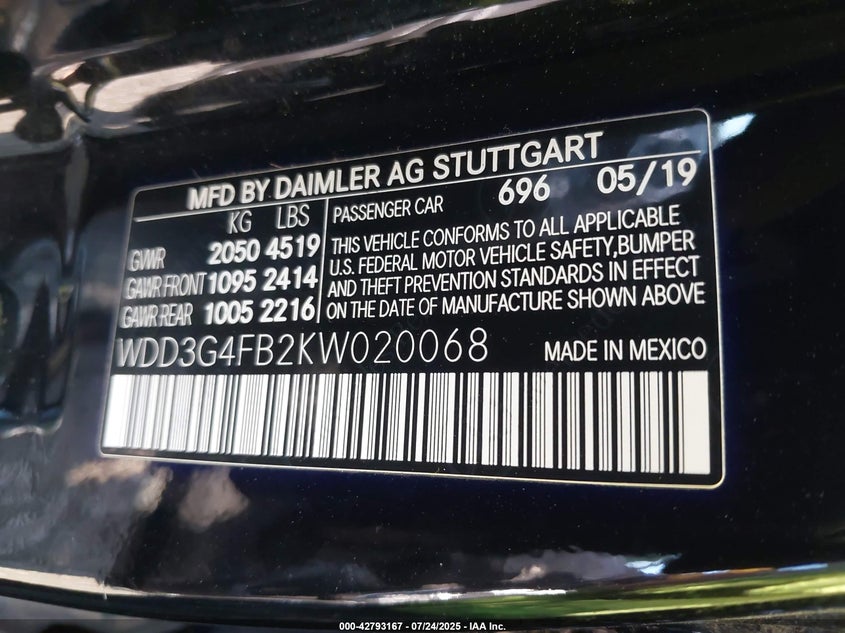 MFD BY DAIMLER AG STUTTGART
KG LBS
GVWR 2050 4519
GAWR FRONT 1095 2414
GAWR REAR 1005 2216
PASSENGER CAR 696 05/19
THIS VEHICLE CONFORMS TO ALL APPLICABLE
U.S. FEDERAL MOTOR VEHICLE SAFETY,BUMPER
AND THEFT PREVENTION STANDARDS IN EFFECT
ON THE DATE OF MANUFACTURE SHOWN ABOVE
WDD3G4FB2KW020068 MADE IN MEXICO
000-42793167 - 07/24/2025 - IAA Inc.